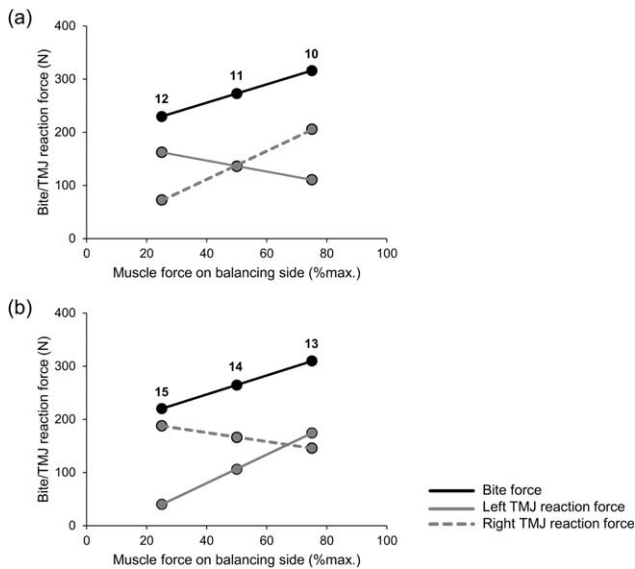 (a)
Bite/TMJ reaction force (N)
400
300
200
100
0
12
11
10
0 20 40 60 80 100
Muscle force on balancing side (%max.)
(b)
Bite/TMJ reaction force (N)
400
300
200
100
0
15
14
13
0 20 40 60 80 100
Muscle force on balancing side (%max.)
Bite force
Left TMJ reaction force
Right TMJ reaction force